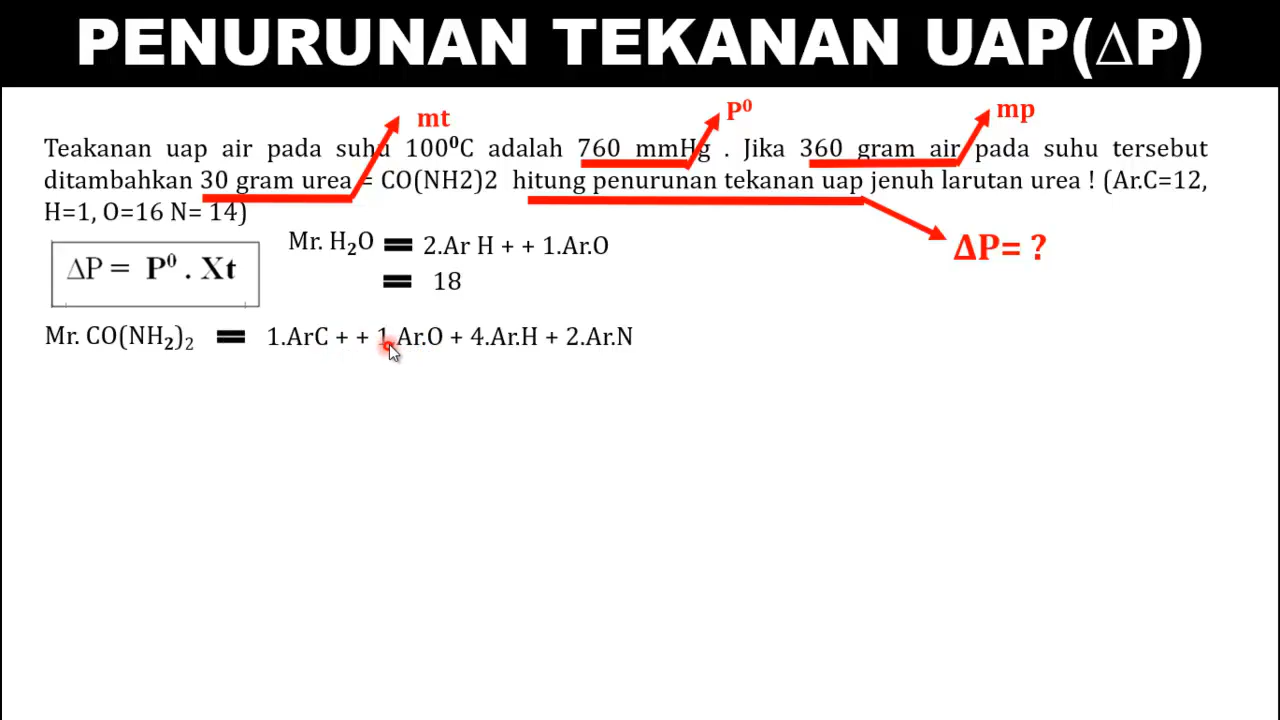 PENURUNAN TEKANAN UAP(∆P)
mt
P⁰
mp
Teakanan uap air pada suhu 100⁰C adalah 760 mmHg . Jika 360 gram air pada suhu tersebut
ditambahkan 30 gram urea = CO(NH2)2 hitung penurunan tekanan uap jenuh larutan urea ! (Ar.C=12,
H=1, O=16 N= 14)
∆P= ?
∆P = P⁰ . Xt
Mr. H₂O = 2.Ar H + + 1.Ar.O
= 18
Mr. CO(NH₂)₂ = 1.ArC + + 1.Ar.O + 4.Ar.H + 2.Ar.N